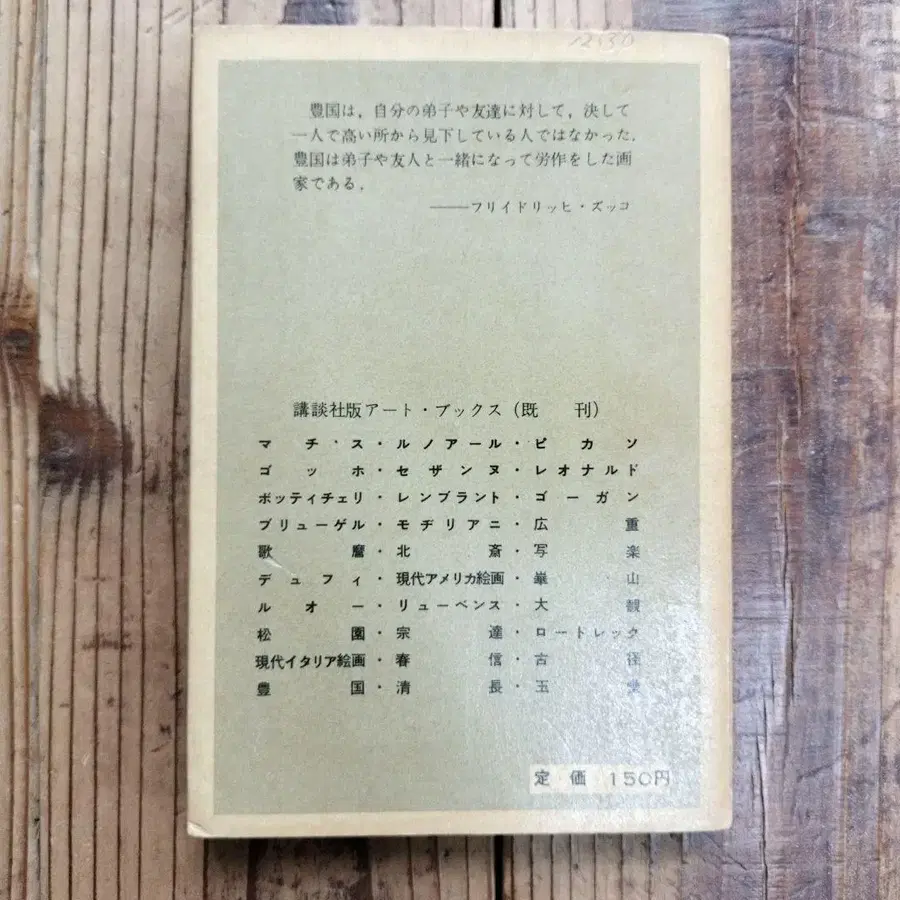 豊国は，自分の弟子や友達に対して，決して
一人で高い所から見下している人ではなかった．
豊国は弟子や友人と一緒になって労作をした画
家である．
——フリイドリッヒ・ズッコ
講談社版アート・ブックス（既　刊）
マチス・ルノアール・ピカソ
ゴッホ・セザンヌ・レオナルド
ボッティチェリ・レンブラント・ゴーガン
ブリューゲル・モヂリアニ・広重
歌麿・北斎・写楽
デュフィ・現代アメリカ絵画・崋山
ルオー・リューベンス・大観
松園・宗達・ロートレック
現代イタリア絵画・春信・古径
豊国・清長・玉堂
定価 150円